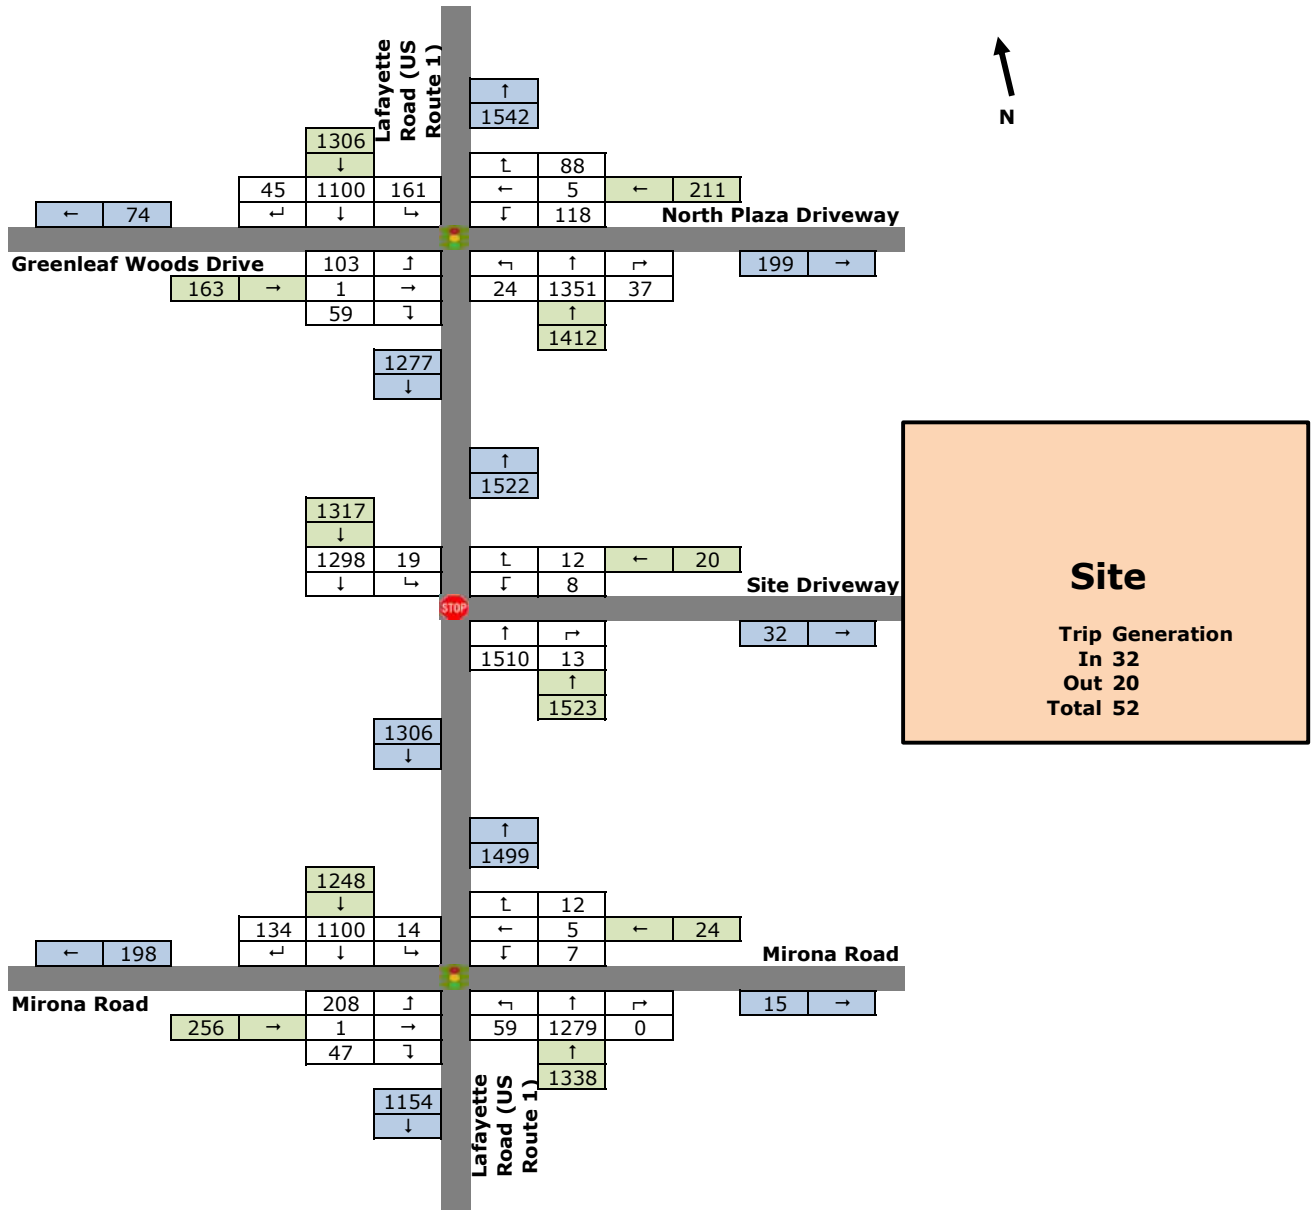 Lafayette
Road (US
Route 1)
↑
1542
N
1306
↓
↑ 88
45 1100 161
← 5 ← 211
↵ ↓ ↳
↓ 118
← 74
North Plaza Driveway
Greenleaf Woods Drive
103 ↑
↰ ↑ ↱
199 →
163 → 1 →
24 1351 37
59 ↴
↑
1412
1277
↓
↑
1522
1317
↓
1298 19
↑ 12 ← 20
↓ ↳
↓ 8
Site Driveway
Site
STOP
↑ ↱
32 →
Trip Generation
1510 13
In 32
↑
Out 20
1523
Total 52
1306
↓
↑
1499
1248
↓
↑ 12
134 1100 14
← 5 ← 24
↵ ↓ ↳
↓ 7
← 198
Mirona Road
Mirona Road
208 ↑
↰ ↑ ↱
15 →
256 → 1 →
59 1279 0
47 ↴
↑
1338
1154
↓
Lafayette
Road (US
Route 1)